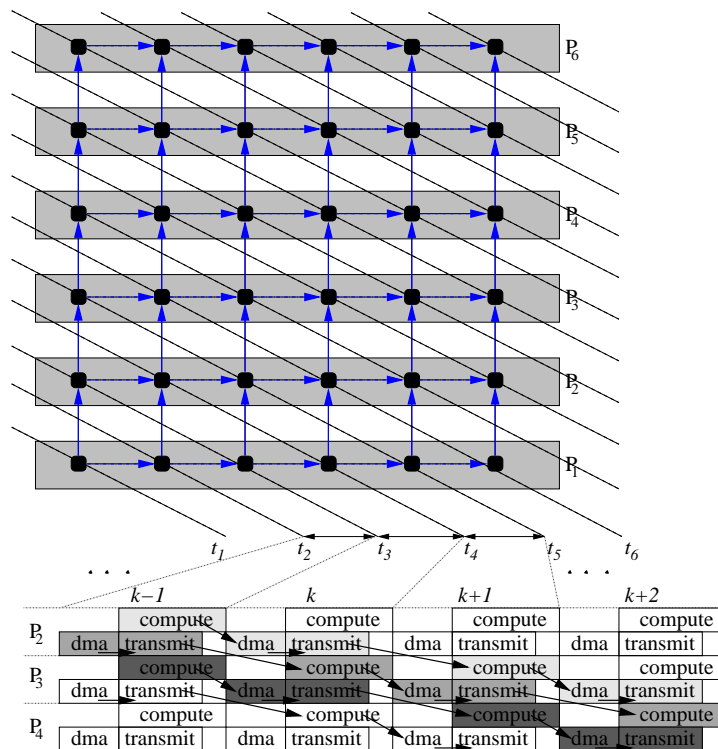 P6
P5
P4
P3
P2
P1
t1 t2 t3 t4 t5 t6
. . . . . .
k−1 k k+1 k+2
compute compute compute compute
P2
dma transmit dma transmit dma transmit dma transmit
compute compute compute compute
P3
dma transmit dma transmit dma transmit dma transmit
compute compute compute compute
P4
dma transmit dma transmit dma transmit dma transmit